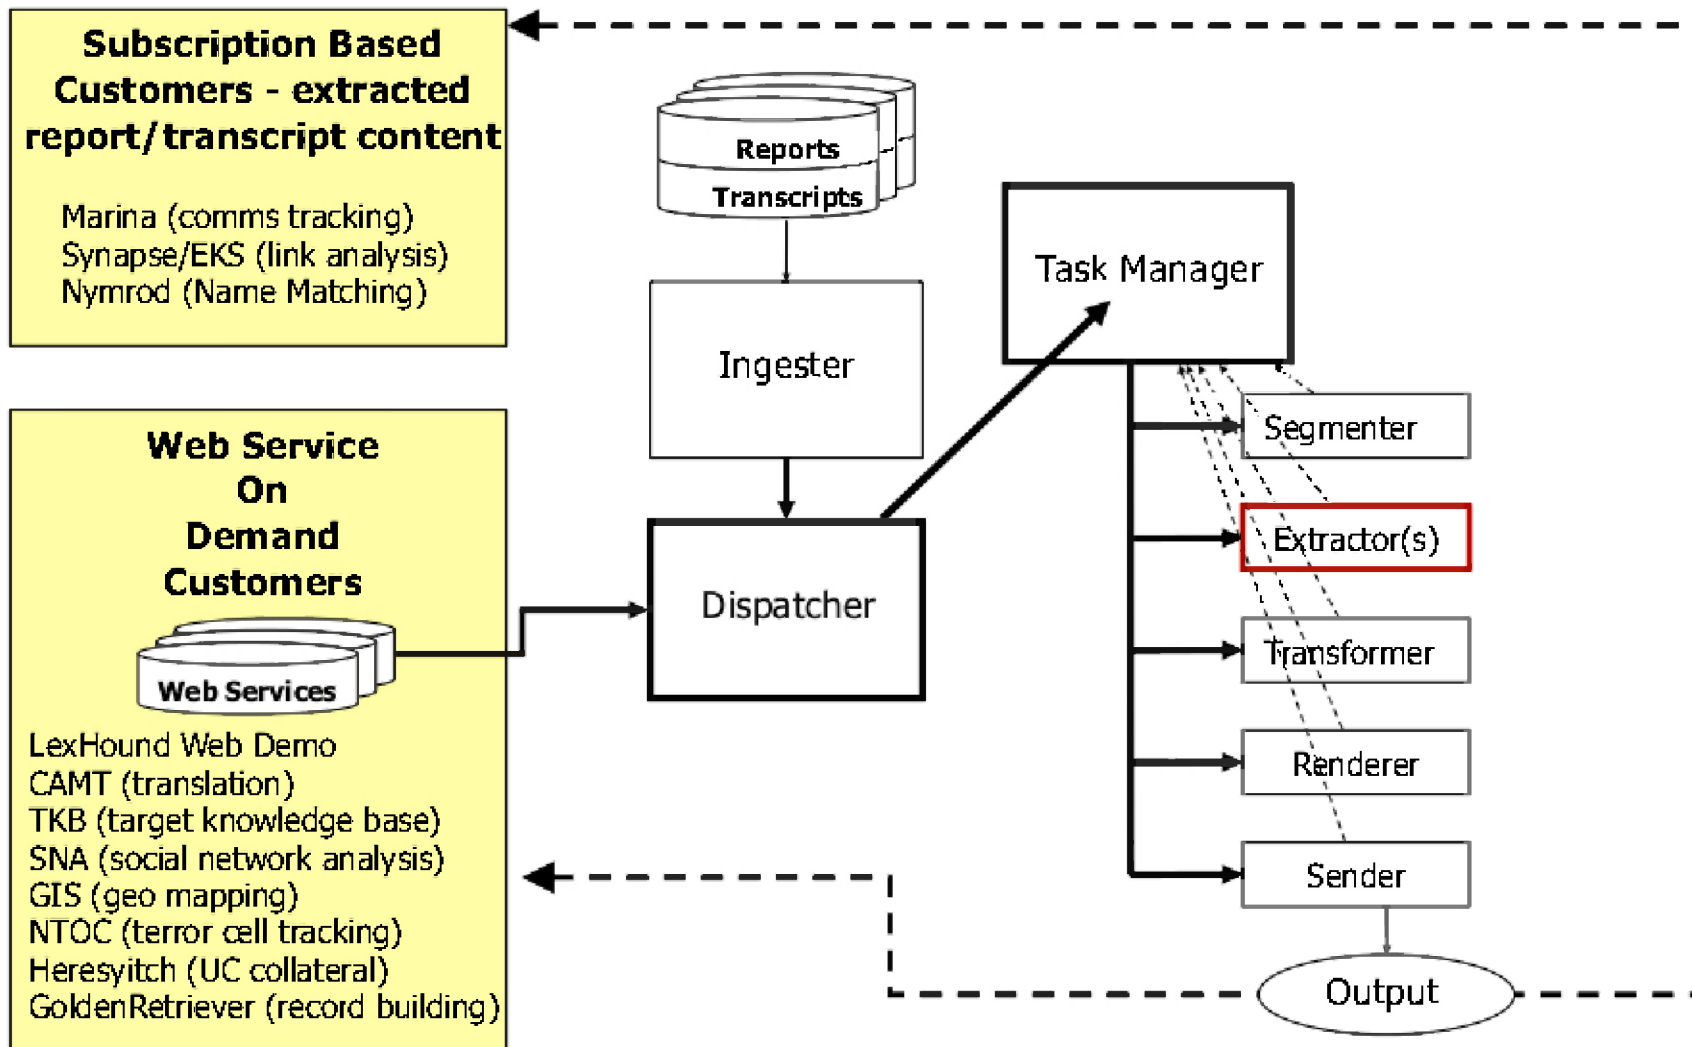 Subscription Based
Customers - extracted
report/transcript content
Marina (comms tracking)
Synapse/EKS (link analysis)
Nymrod (Name Matching)
Reports
Transcripts
Ingester
Dispatcher
Task Manager
Segmenter
Extractor(s)
Transformer
Renderer
Sender
Output
Web Service
On
Demand
Customers
Web Services
LexHound Web Demo
CAMT (translation)
TKB (target knowledge base)
SNA (social network analysis)
GIS (geo mapping)
NTOC (terror cell tracking)
Heresyitch (UC collateral)
GoldenRetriever (record building)